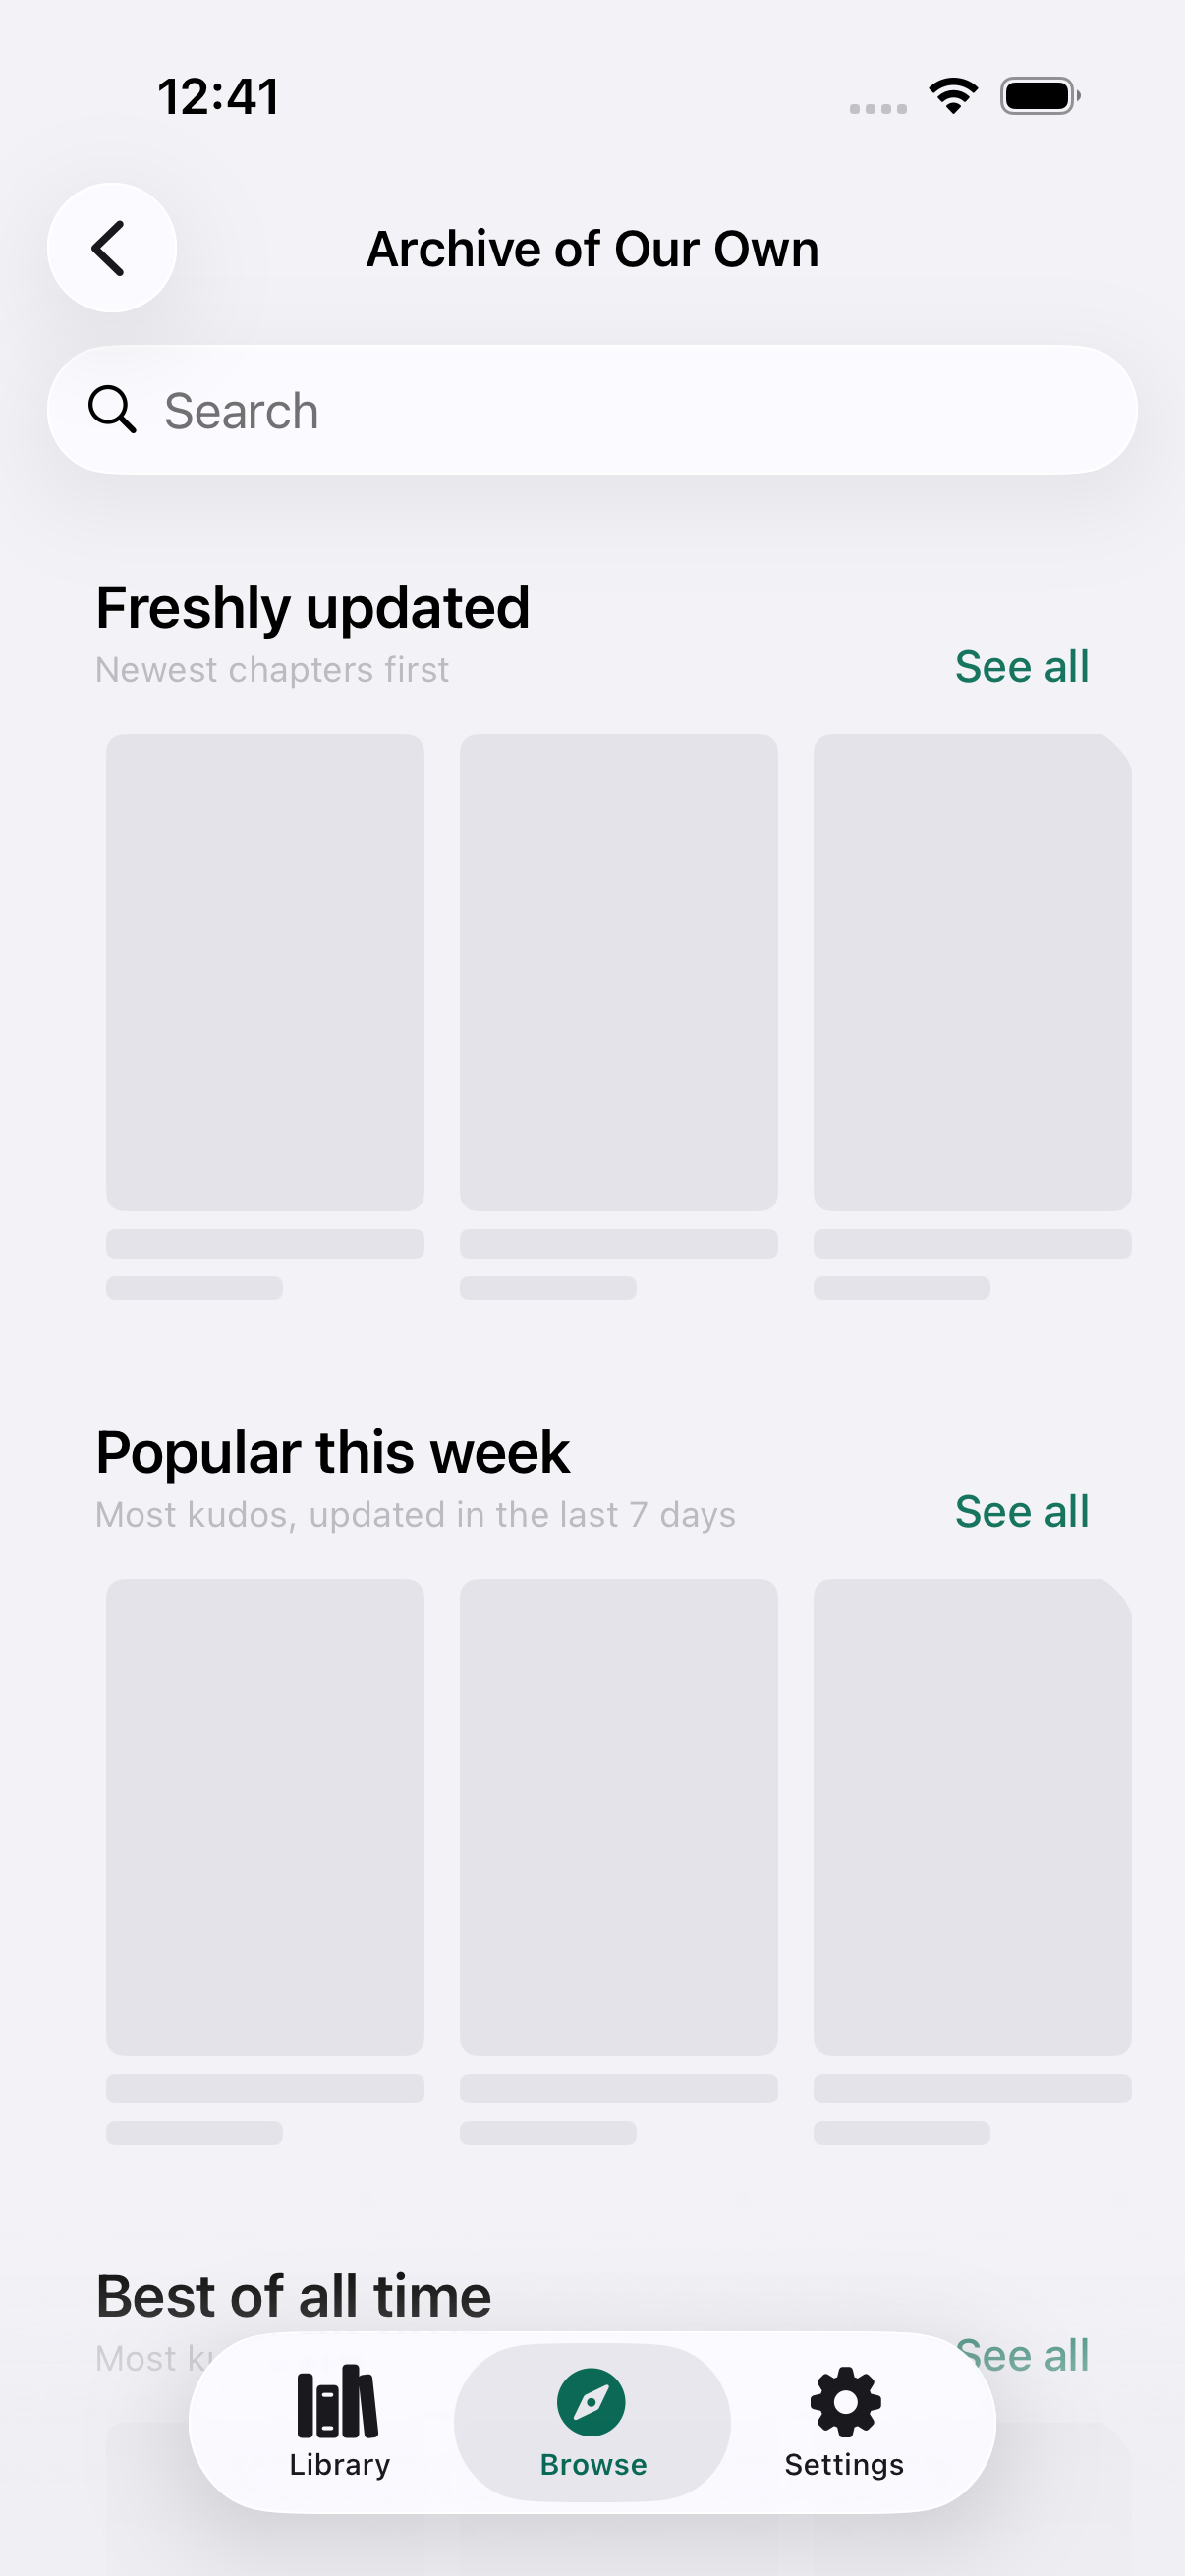 12:41
Archive of Our Own
Search
Freshly updated
Newest chapters first
See all
Popular this week
Most kudos, updated in the last 7 days
See all
Best of all time
Most
See all
Library
Browse
Settings